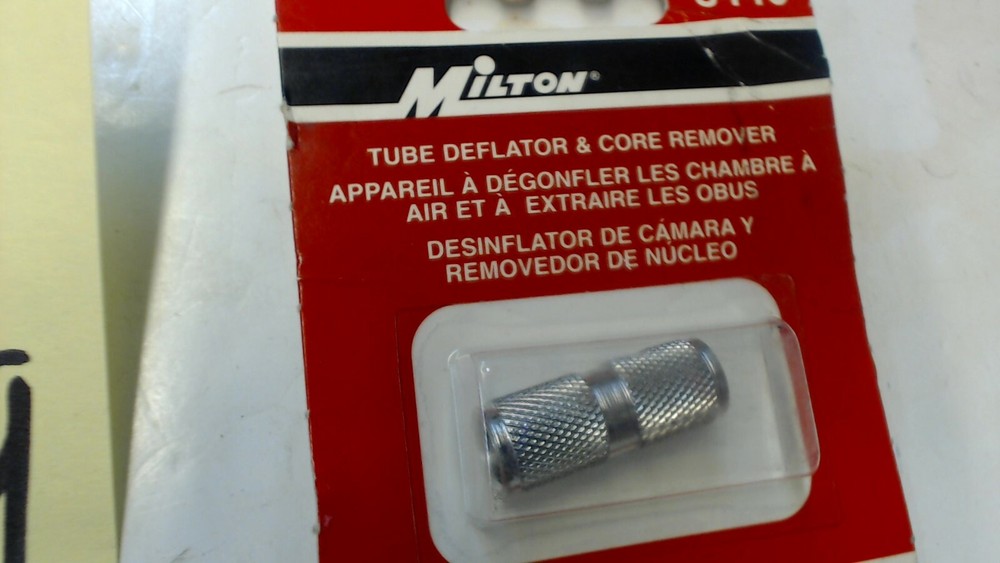 MILTON®
TUBE DEFLATOR & CORE REMOVER
APPAREIL À DÉGONFLER LES CHAMBRE À
AIR ET À EXTRAIRE LES OBUS
DESINFLATOR DE CÁMARA Y
REMOVEDOR DE NÚCLEO